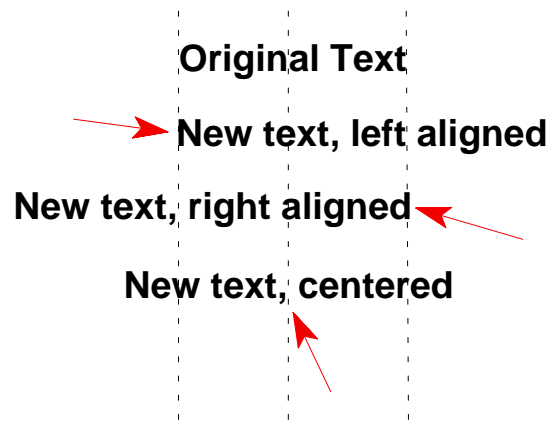 Original Text
New text, left aligned
New text, right aligned
New text, centered